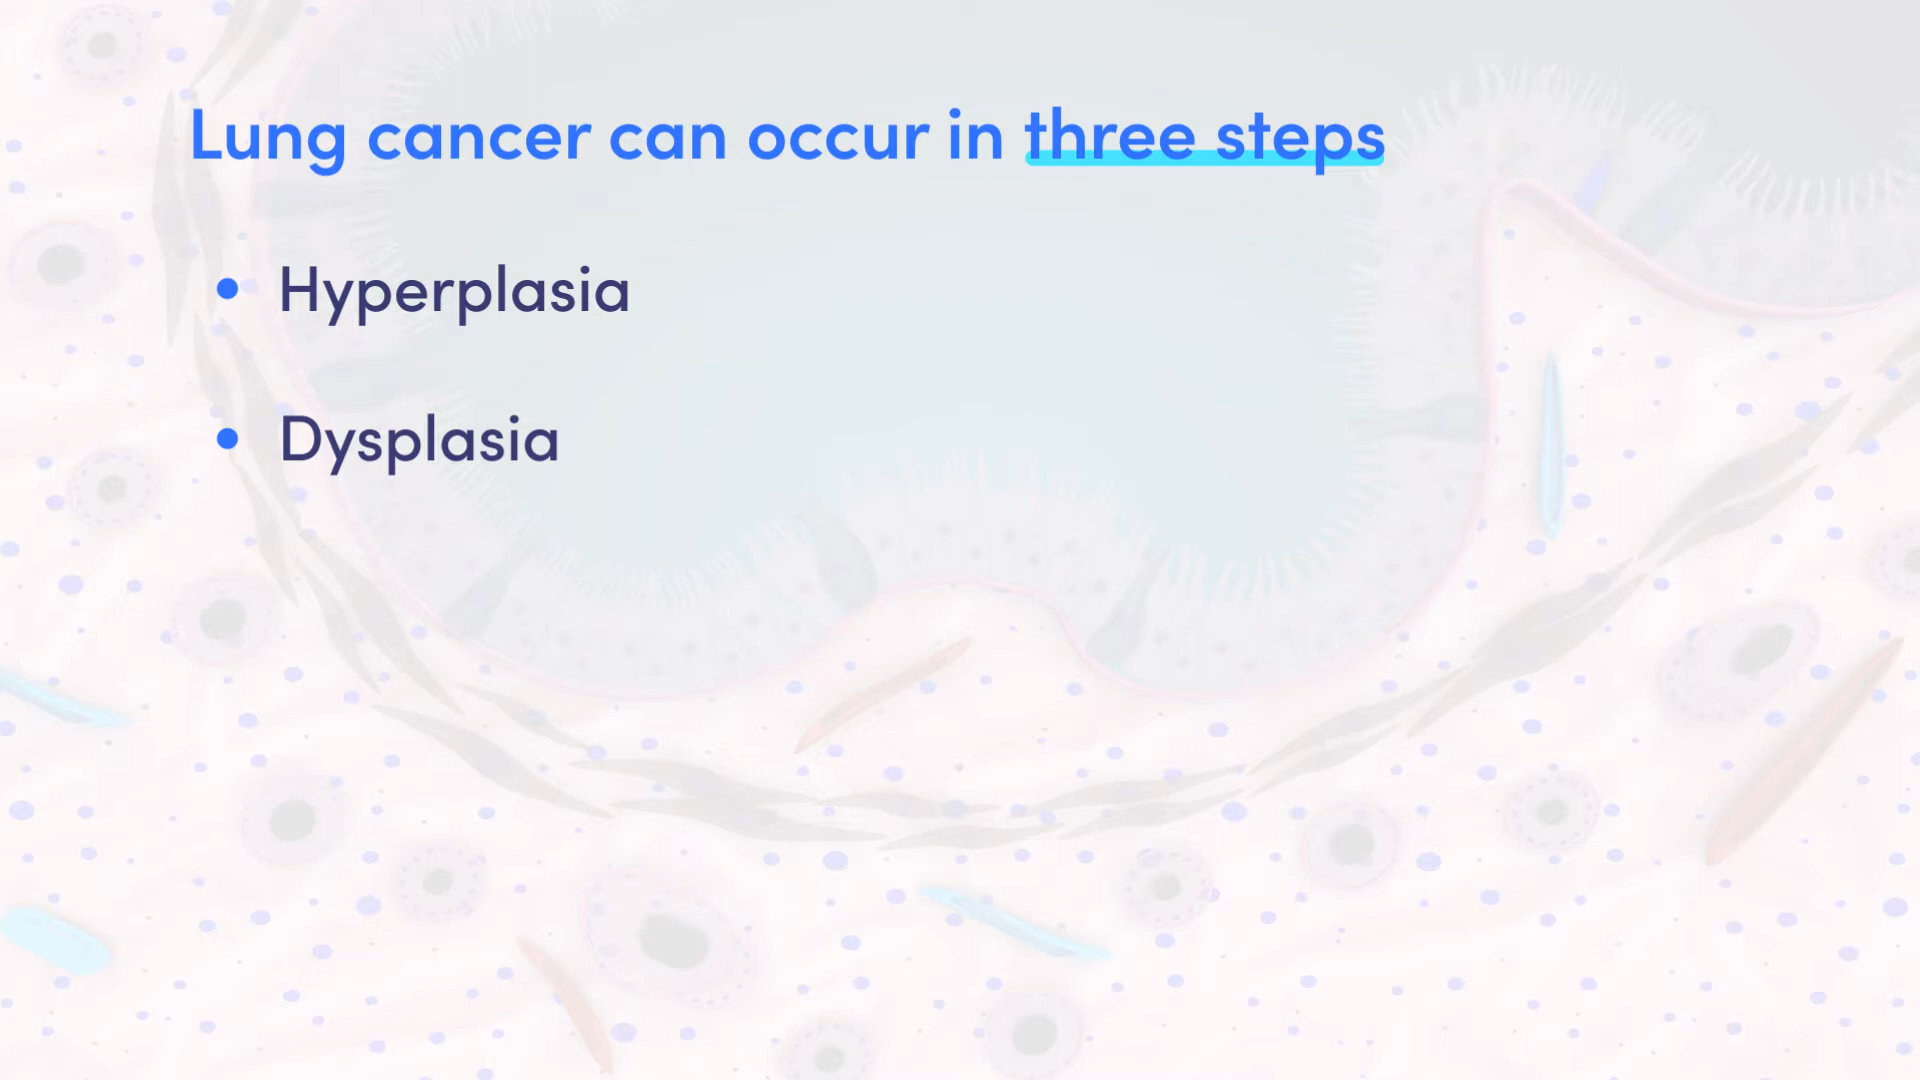 Lung cancer can occur in three steps
• Hyperplasia
• Dysplasia